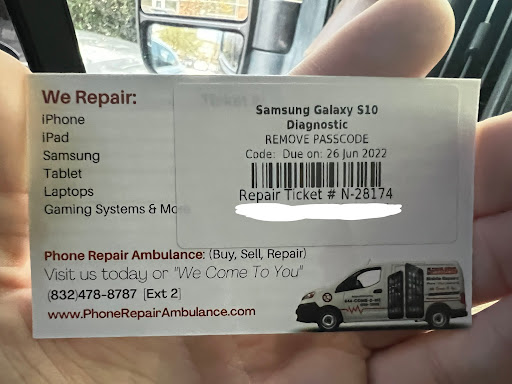 We Repair:
iPhone
iPad
Samsung
Tablet
Laptops
Gaming Systems & Mor
Samsung Galaxy S10
Diagnostic
REMOVE PASSCODE
Code: Due on: 26 Jun 2022
Repair Ticket # N-28174
Phone Repair Ambulance: (Buy, Sell, Repair)
Visit us today or "We Come To You"
(832)478-8787 [Ext 2]
www.PhoneRepairAmbulance.com